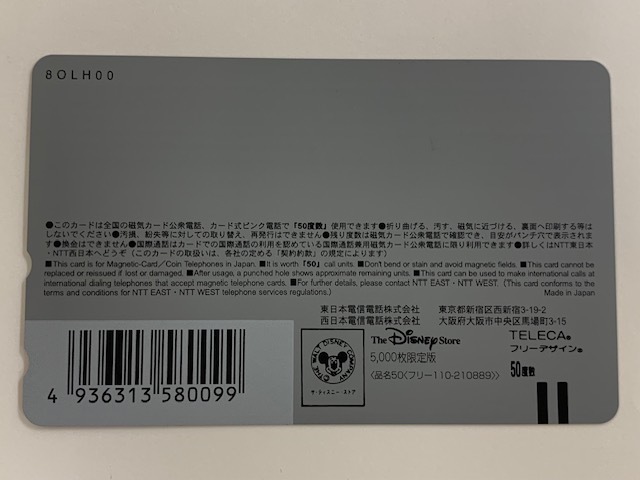 8OLH00
●このカードは全国の磁気カード公衆電話、カード式ピンク電話で「50度数」使用できます●折り曲げる、汚す、磁気に近づける、裏面へ印刷する等は
しないでください●汚損、紛失等に対しての取り替え、再発行はできません●残り度数は磁気カード公衆電話で確認でき、目安がパンチ穴で表示されま
す●換金はできません●国際通話はカードでの国際通話の利用を認めている国際通話兼用磁気カード公衆電話に限り利用できます●詳しくはNTT東日本
・NTT西日本へどうぞ（このカードの取扱いは、各社の定める「契約約款」の規定によります）
■This card is for Magnetic-Card/Coin Telephones in Japan. ■It is worth「50」call units. ■Don't bend or stain and avoid magnetic fields. ■This card cannot be
replaced or reissued if lost or damaged. ■After usage, a punched hole shows approximate remaining units. ■This card can be used to make international calls at
international dialing telephones that accept magnetic telephone cards. ■For further details, please contact NTT EAST・NTT WEST. (This card conforms to the
terms and conditions for NTT EAST・NTT WEST telephone services regulations.)
Made in Japan
東日本電信電話株式会社 東京都新宿区西新宿3-19-2
西日本電信電話株式会社 大阪府大阪市中央区馬場町3-15
The Disney Store
TELECA®
5,000枚限定版
フリーデザイン®
〈品名50〈フリー110-210889〉〉
50度数
© THE WALT DISNEY COMPANY
ザ・ディズニー・ストア
4 936313 580099